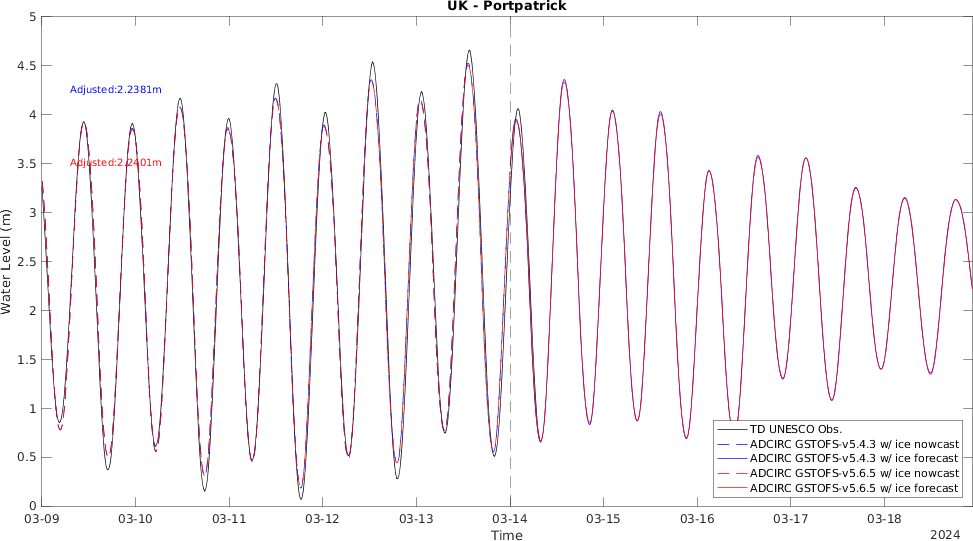 UK - Portpatrick
5
4.5
4
3.5
3
2.5
2
1.5
1
0.5
0
Water Level (m)
Adjusted:2.2381m
Adjusted:2.2401m
TD UNESCO Obs.
ADCIRC GSTOFS-v5.4.3 w/ ice nowcast
ADCIRC GSTOFS-v5.4.3 w/ ice forecast
ADCIRC GSTOFS-v5.6.5 w/ ice nowcast
ADCIRC GSTOFS-v5.6.5 w/ ice forecast
03-09 03-10 03-11 03-12 03-13 03-14 03-15 03-16 03-17 03-18
Time
2024